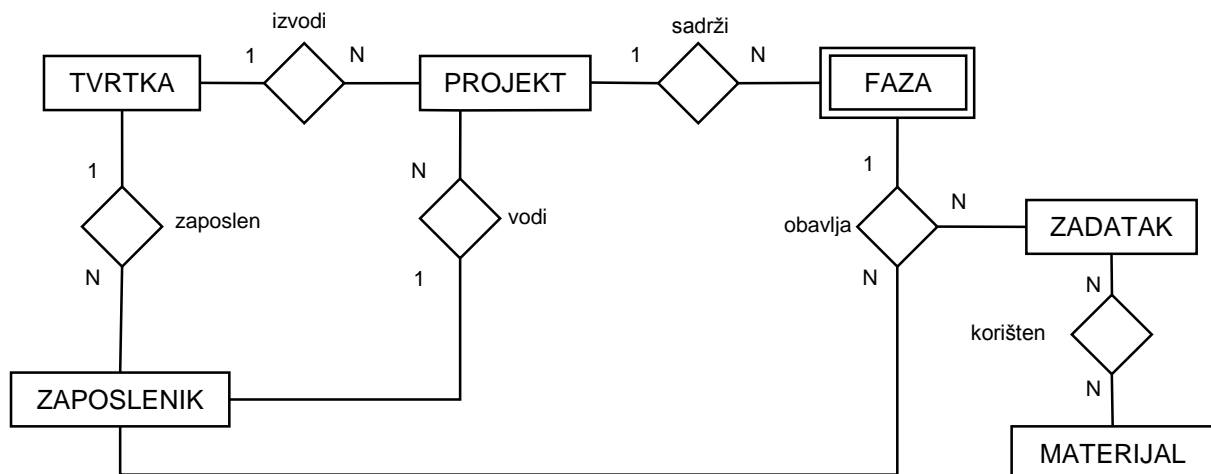 izvodi
sadrži
1
N
1
N
TVRTKA
PROJEKT
FAZA
1
N
1
zaposlen
vodi
obavlja
N
ZADATAK
N
1
N
N
korišten
ZAPOSLENIK
N
MATERIJAL